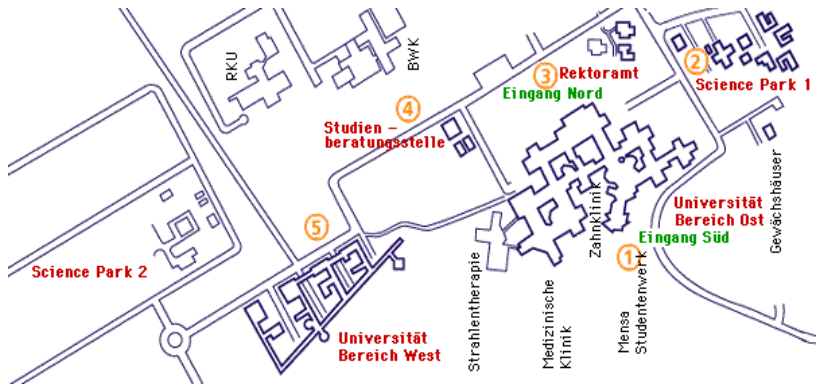 RKU
BWK
2
3
Rektoramt
Science Park 1
Eingang Nord
4
Studien -
beratungsstelle
Gewächshäuser
Zahnklinik
Universität
Bereich Ost
5
Eingang Süd
1
Science Park 2
Strahlentherapie
Medizinische
Klinik
Mensa
Studentenwerk
Universität
Bereich West